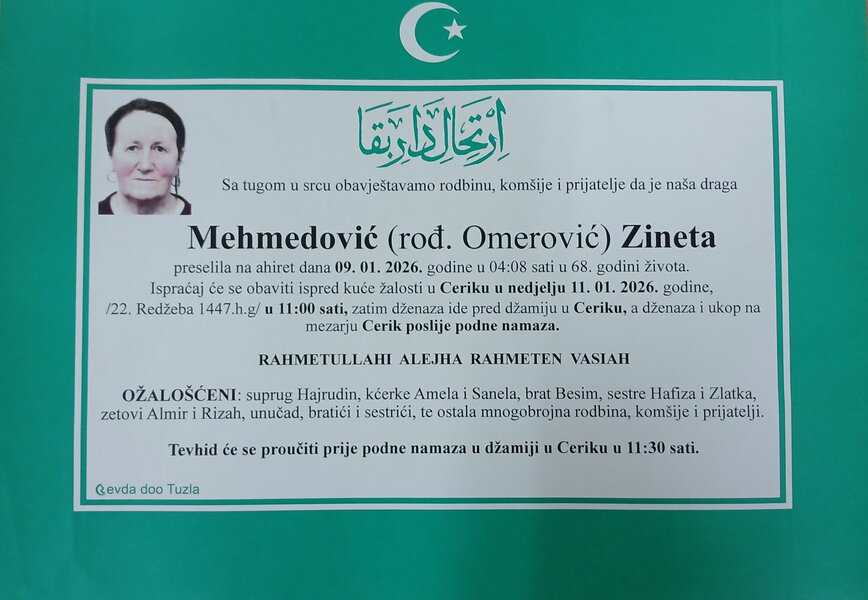 اِرْتِحَالِ دَارِ بَقَا
Sa tugom u srcu obavještavamo rodbinu, komšije i prijatelje da je naša draga
Mehmedović (rođ. Omerović) Zineta
preselila na ahiret dana 09. 01. 2026. godine u 04:08 sati u 68. godini života.
Ispraćaj će se obaviti ispred kuće žalosti u Ceriku u nedjelju 11. 01. 2026. godine,
/22. Redžeba 1447.h.g/ u 11:00 sati, zatim dženaza ide pred džamiju u Ceriku, a dženaza i ukop na
mezarju Cerik poslije podne namaza.
RAHMETULLAHI ALEJHA RAHMETEN VASIAH
OŽALOŠĆENI: suprug Hajrudin, kćerke Amela i Sanela, brat Besim, sestre Hafiza i Zlatka,
zetovi Almir i Rizah, unučad, bratići i sestrići, te ostala mnogobrojna rodbina, komšije i prijatelji.
Tevhid će se proučiti prije podne namaza u džamiji u Ceriku u 11:30 sati.
Revda doo Tuzla